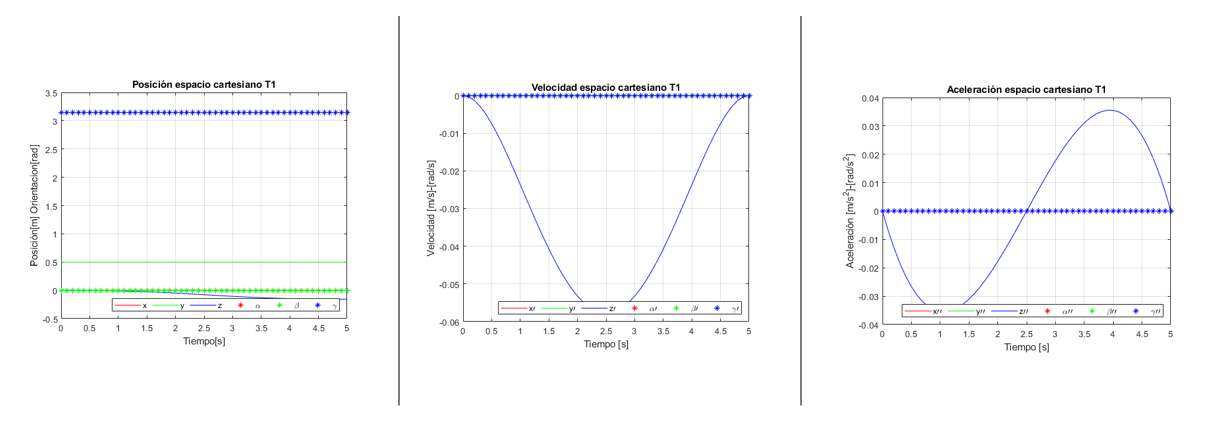 Posición espacio cartesiano T1
3.5
3
2.5
2
1.5
1
0.5
0
-0.5
Posición[m] Orientacion[rad]
x y z α β γ
0 0.5 1 1.5 2 2.5 3 3.5 4 4.5 5
Tiempo[s]
Velocidad espacio cartesiano T1
0
-0.01
-0.02
-0.03
-0.04
-0.05
-0.06
Velocidad [m/s]-[rad/s]
x′ y′ z′ α′ β′ γ′
0 0.5 1 1.5 2 2.5 3 3.5 4 4.5 5
Tiempo [s]
Aceleración espacio cartesiano T1
0.04
0.03
0.02
0.01
0
-0.01
-0.02
-0.03
-0.04
Aceleración [m/s²]-[rad/s²]
x′′ y′′ z′′ α′′ β′′ γ′′
0 0.5 1 1.5 2 2.5 3 3.5 4 4.5 5
Tiempo [s]